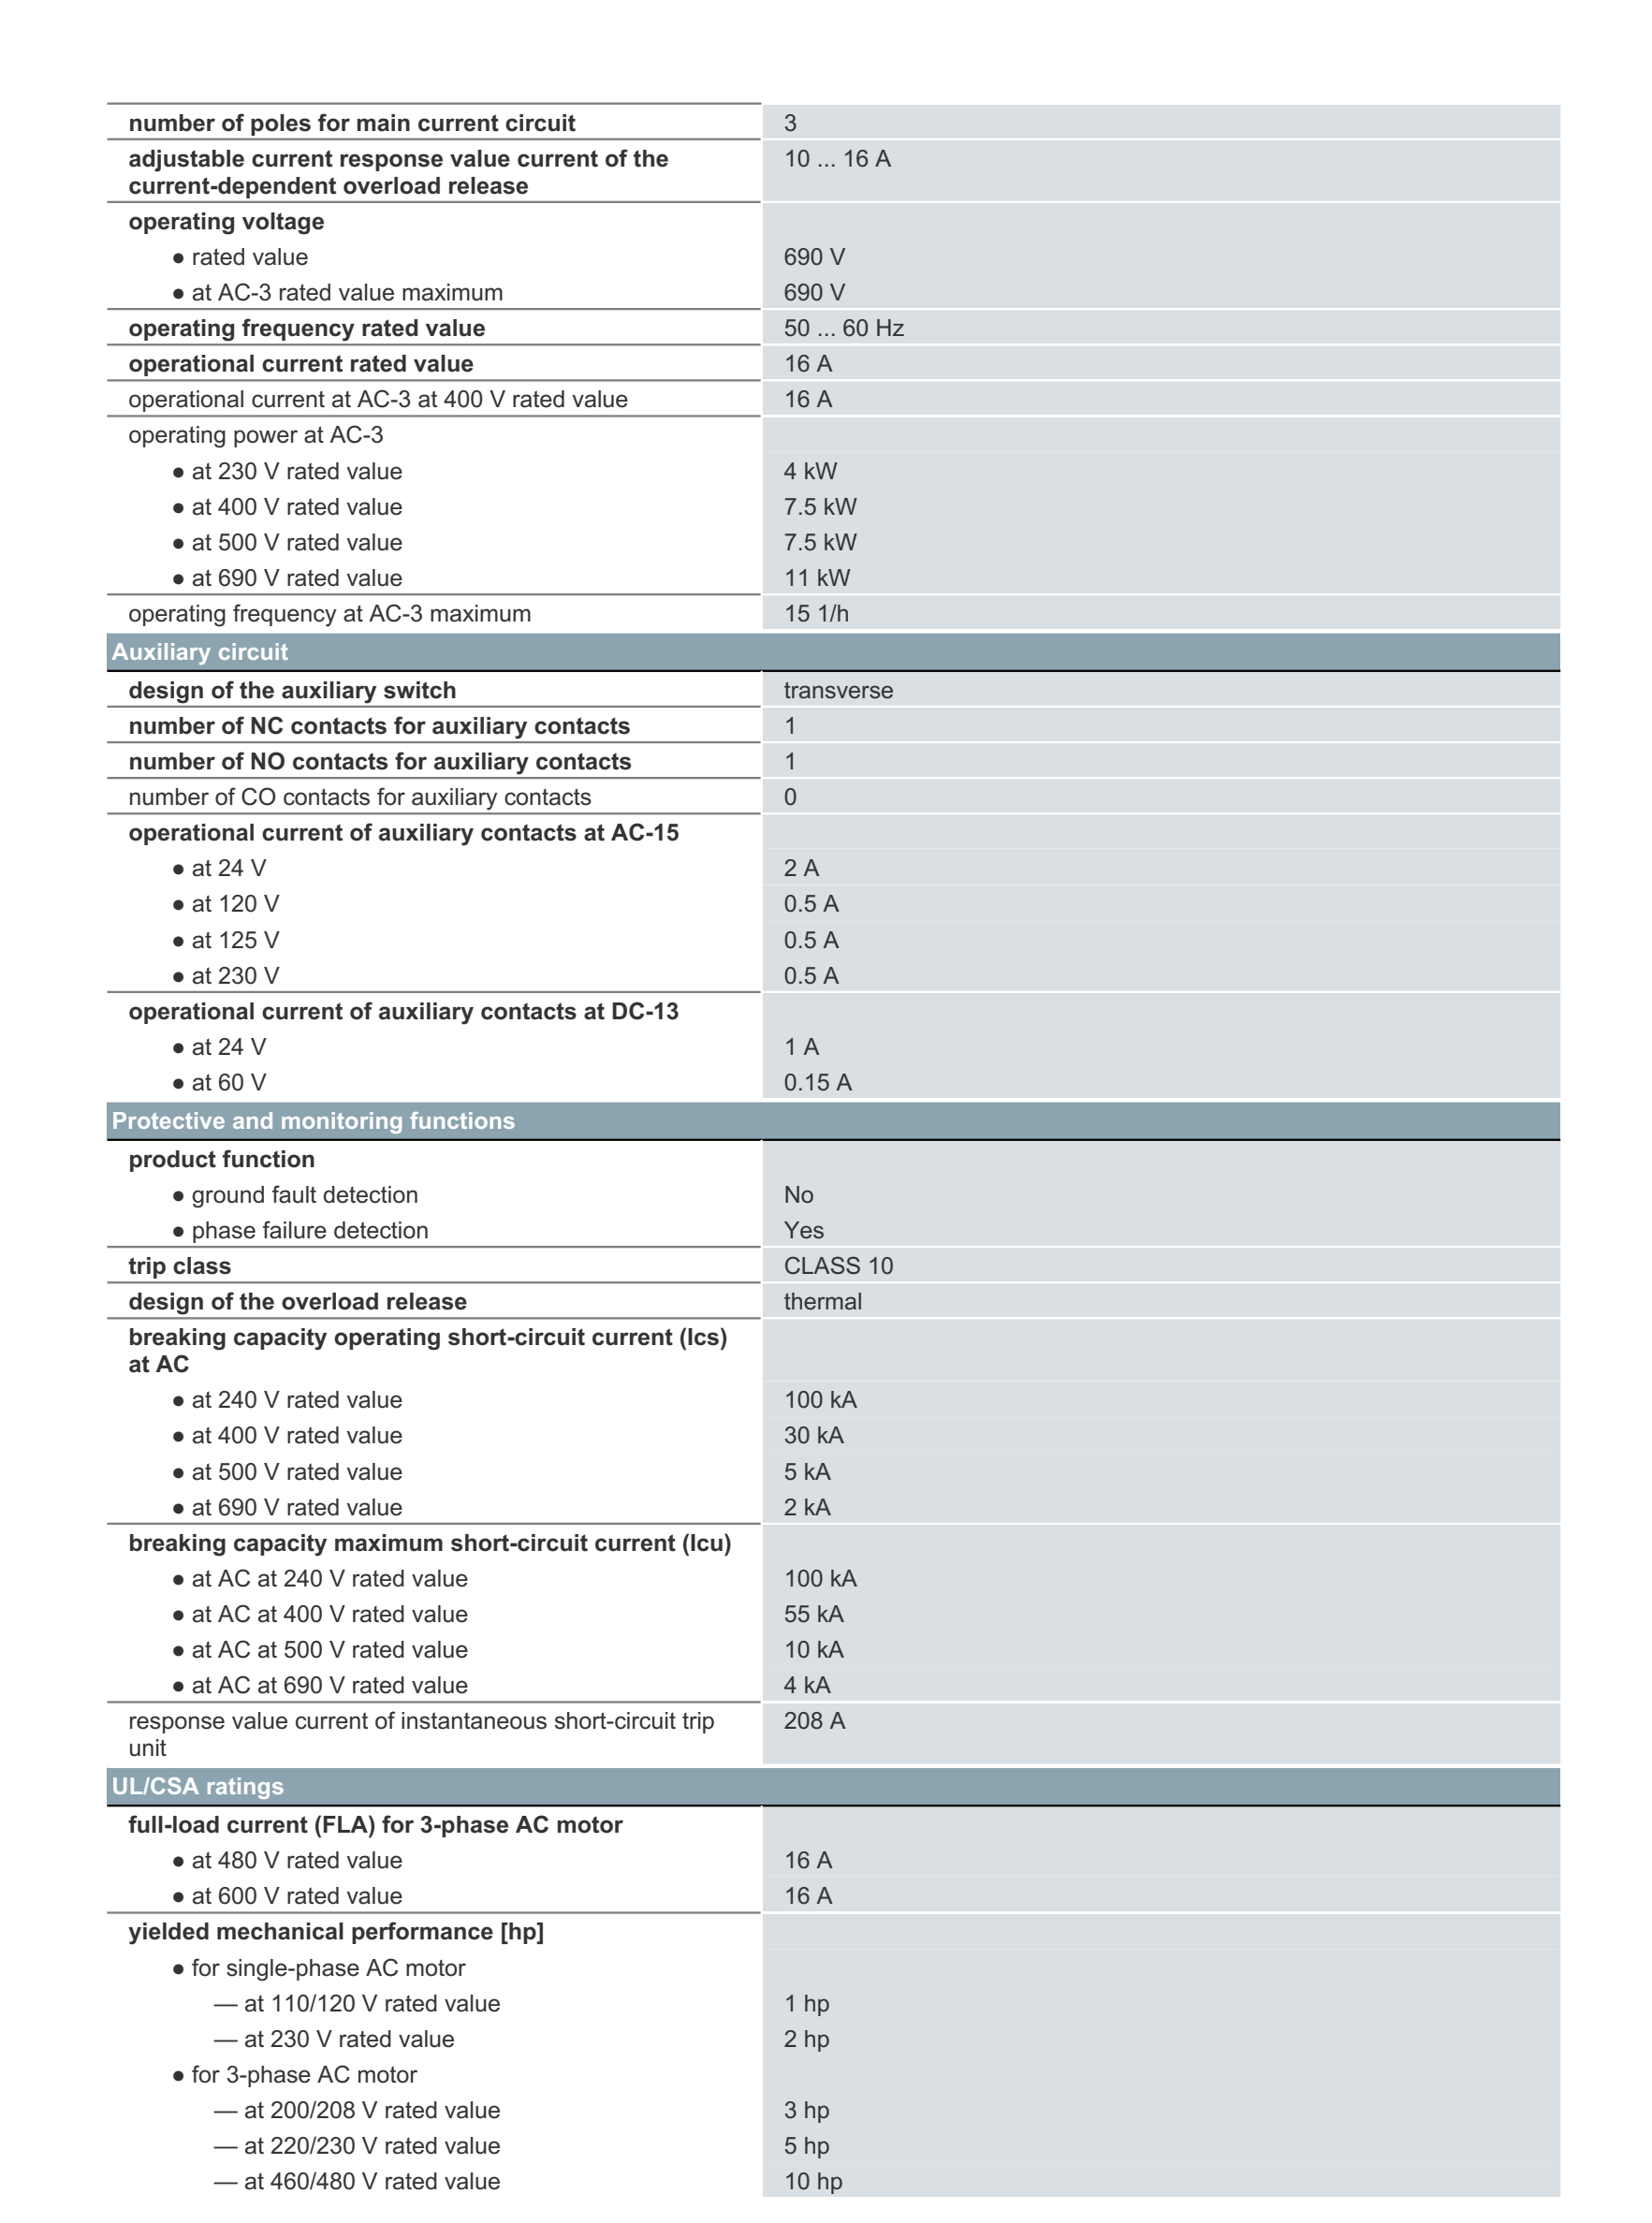 number of poles for main current circuit 3
adjustable current response value current of the 10 ... 16 A
current-dependent overload release
operating voltage
● rated value 690 V
● at AC-3 rated value maximum 690 V
operating frequency rated value 50 ... 60 Hz
operational current rated value 16 A
operational current at AC-3 at 400 V rated value 16 A
operating power at AC-3
● at 230 V rated value 4 kW
● at 400 V rated value 7.5 kW
● at 500 V rated value 7.5 kW
● at 690 V rated value 11 kW
operating frequency at AC-3 maximum 15 1/h
Auxiliary circuit
design of the auxiliary switch transverse
number of NC contacts for auxiliary contacts 1
number of NO contacts for auxiliary contacts 1
number of CO contacts for auxiliary contacts 0
operational current of auxiliary contacts at AC-15
● at 24 V 2 A
● at 120 V 0.5 A
● at 125 V 0.5 A
● at 230 V 0.5 A
operational current of auxiliary contacts at DC-13
● at 24 V 1 A
● at 60 V 0.15 A
Protective and monitoring functions
product function
● ground fault detection No
● phase failure detection Yes
trip class CLASS 10
design of the overload release thermal
breaking capacity operating short-circuit current (Ics)
at AC
● at 240 V rated value 100 kA
● at 400 V rated value 30 kA
● at 500 V rated value 5 kA
● at 690 V rated value 2 kA
breaking capacity maximum short-circuit current (Icu)
● at AC at 240 V rated value 100 kA
● at AC at 400 V rated value 55 kA
● at AC at 500 V rated value 10 kA
● at AC at 690 V rated value 4 kA
response value current of instantaneous short-circuit trip 208 A
unit
UL/CSA ratings
full-load current (FLA) for 3-phase AC motor
● at 480 V rated value 16 A
● at 600 V rated value 16 A
yielded mechanical performance [hp]
● for single-phase AC motor
— at 110/120 V rated value 1 hp
— at 230 V rated value 2 hp
● for 3-phase AC motor
— at 200/208 V rated value 3 hp
— at 220/230 V rated value 5 hp
— at 460/480 V rated value 10 hp